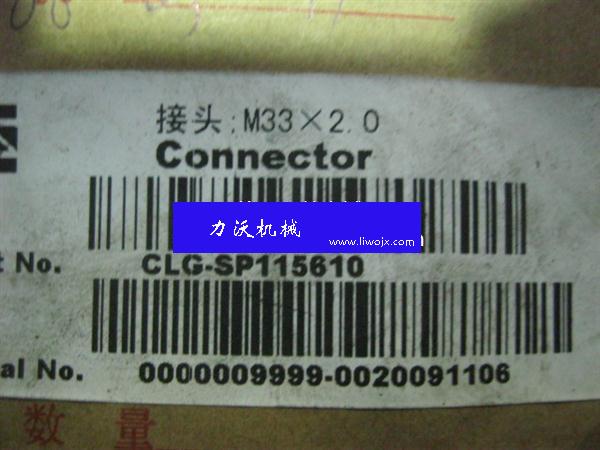 接头:M33×2.0
Connector
力沃机械
www.liwojx.com
t No. CLG-SP115610
al No. 0000009999-0020091106
数 量